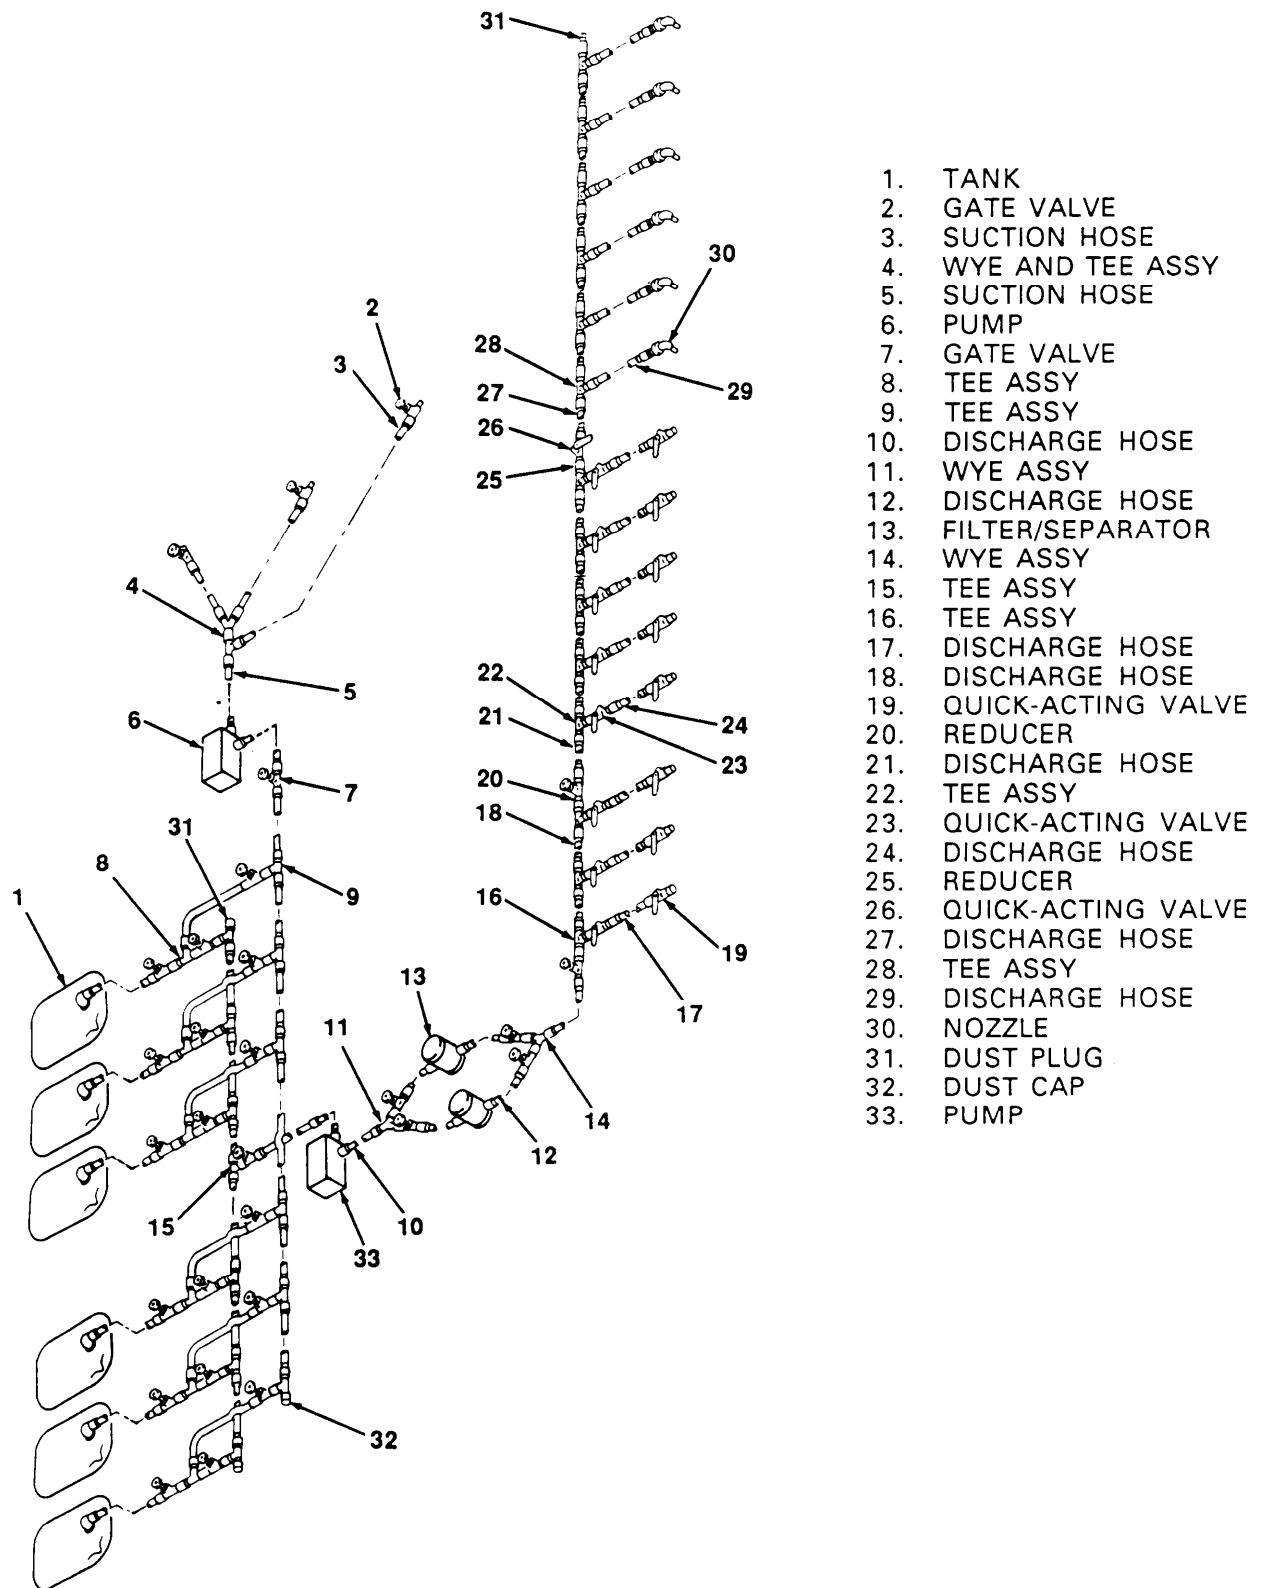 31
30
2
28
3
29
27
26
25
4
22
24
5
21
6
23
20
7
31
18
8
9
1
16
19
13
17
11
14
12
15
10
33
32
1. TANK
2. GATE VALVE
3. SUCTION HOSE
4. WYE AND TEE ASSY
5. SUCTION HOSE
6. PUMP
7. GATE VALVE
8. TEE ASSY
9. TEE ASSY
10. DISCHARGE HOSE
11. WYE ASSY
12. DISCHARGE HOSE
13. FILTER/SEPARATOR
14. WYE ASSY
15. TEE ASSY
16. TEE ASSY
17. DISCHARGE HOSE
18. DISCHARGE HOSE
19. QUICK-ACTING VALVE
20. REDUCER
21. DISCHARGE HOSE
22. TEE ASSY
23. QUICK-ACTING VALVE
24. DISCHARGE HOSE
25. REDUCER
26. QUICK-ACTING VALVE
27. DISCHARGE HOSE
28. TEE ASSY
29. DISCHARGE HOSE
30. NOZZLE
31. DUST PLUG
32. DUST CAP
33. PUMP